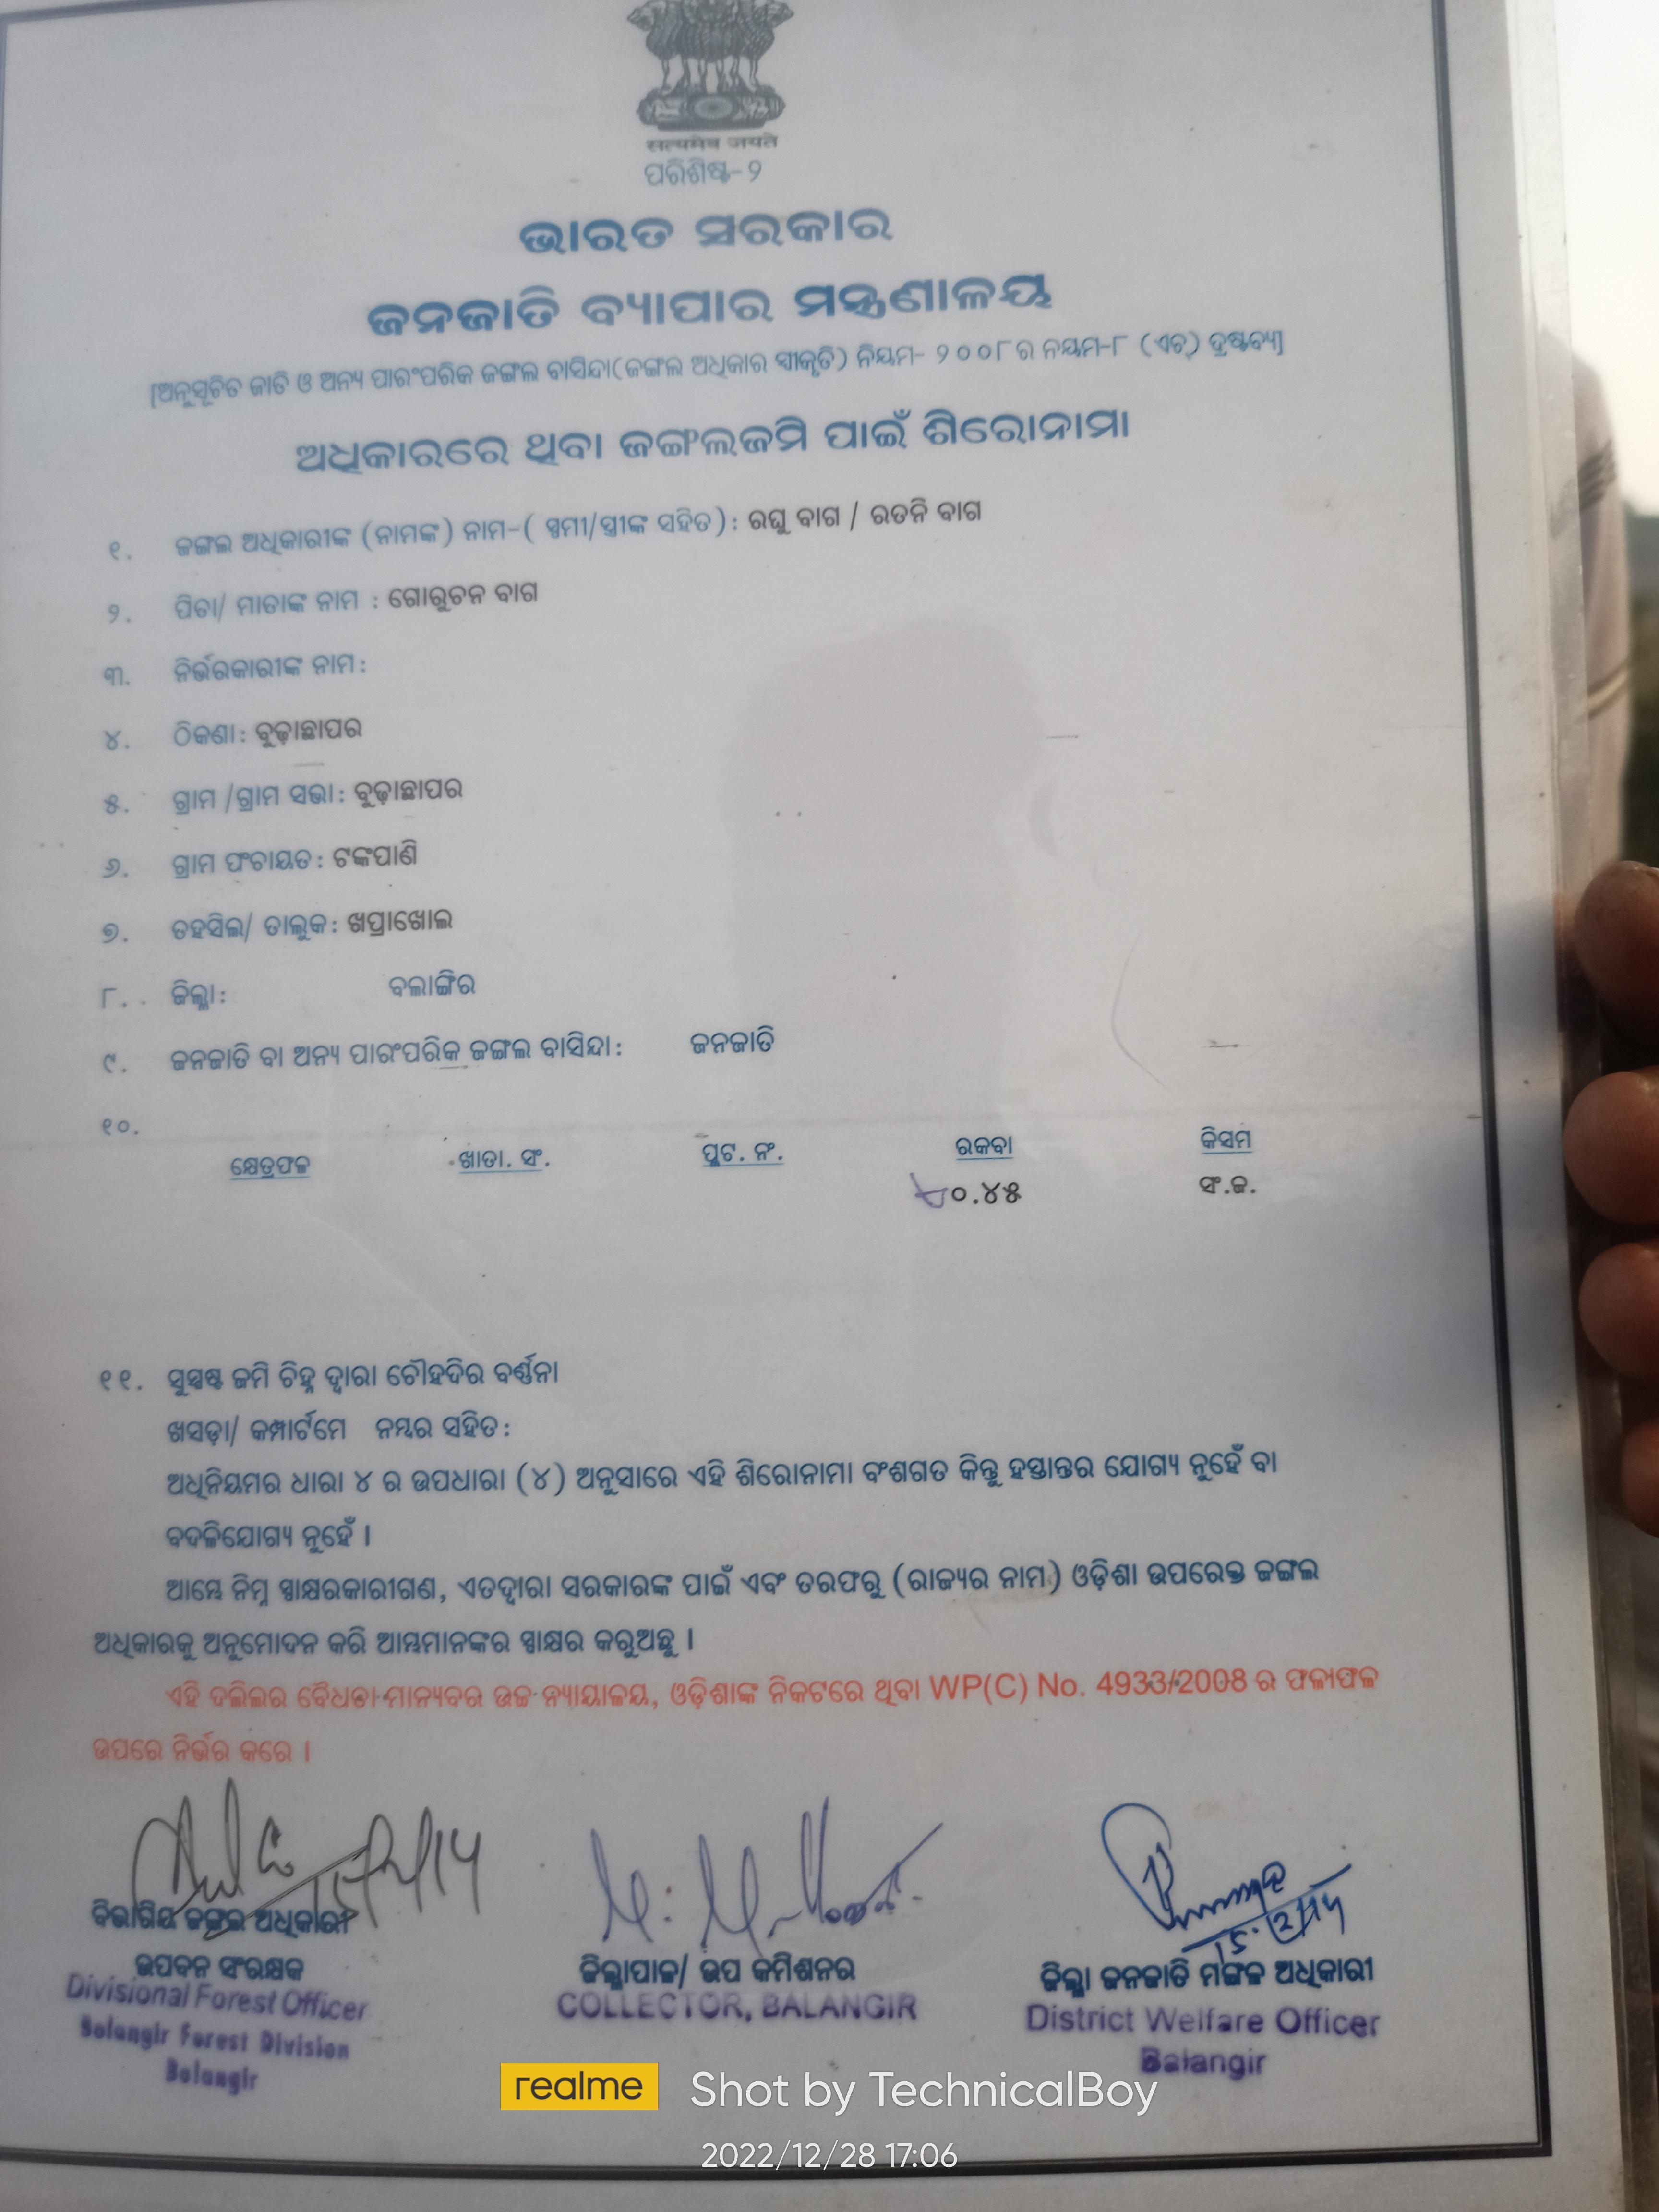 सत्यमेव जयते
ପରିଶିଷ୍ଟ-୨
ଭାରତ ସରକାର
ଜନଜାତି ବ୍ୟାପାର ମନ୍ତ୍ରଣାଳୟ
[ଅନୁସୂଚିତ ଜାତି ଓ ଅନ୍ୟ ପାରଂପରିକ ଜଙ୍ଗଲ ବାସିନ୍ଦା(ଜଙ୍ଗଲ ଅଧିକାର ସ୍ୱୀକୃତି) ନିୟମ- ୨୦୦୮ ର ନୟମ-୮ (ଏଚ୍) ଦ୍ରଷ୍ଟବ୍ୟ]
ଅଧିକାରରେ ଥିବା ଜଙ୍ଗଲଜମି ପାଇଁ ଶିରୋନାମା
୧. ଜଙ୍ଗଲ ଅଧିକାରୀଙ୍କ (ନାମଙ୍କ) ନାମ-( ସ୍ୱମୀ/ସ୍ତ୍ରୀଙ୍କ ସହିତ): ରଘୁ ବାଗ / ରତନି ବାଗ
୨. ପିତା/ ମାତାଙ୍କ ନାମ : ଗୋରୁଚନ ବାଗ
୩. ନିର୍ଭରକାରୀଙ୍କ ନାମ:
୪. ଠିକଣା: ବୁଢ଼ାଛାପର
୫. ଗ୍ରାମ /ଗ୍ରାମ ସଭା: ବୁଢ଼ାଛାପର
୬. ଗ୍ରାମ ପଂଚାୟତ: ଟଙ୍କପାଣି
୭. ତହସିଲ/ ତାଲୁକ: ଖପ୍ରାଖୋଲ
୮. ଜିଲ୍ଲା: ବଲାଙ୍ଗିର
୯. ଜନଜାତି ବା ଅନ୍ୟ ପାରଂପରିକ ଜଙ୍ଗଲ ବାସିନ୍ଦା: ଜନଜାତି
୧୦.
କ୍ଷେତ୍ରଫଳ ଖାତା. ସଂ. ପ୍ଲଟ. ନଂ. ରକବା କିସମ
୦.୪୫ ସଂ.ଜ.
୧୧. ସୁସ୍ପଷ୍ଟ ଜମି ଚିହ୍ନ ଦ୍ୱାରା ଚୌହଦିର ବର୍ଣ୍ଣନା
ଖସଡ଼ା/ କମ୍ପାର୍ଟମେ ନମ୍ବର ସହିତ:
ଅଧିନିୟମର ଧାରା ୪ ର ଉପଧାରା (୪) ଅନୁସାରେ ଏହି ଶିରୋନାମା ବଂଶଗତ କିନ୍ତୁ ହସ୍ତାନ୍ତର ଯୋଗ୍ୟ ନୁହେଁ ବା
ବଦଳିଯୋଗ୍ୟ ନୁହେଁ ।
ଆମ୍ଭେ ନିମ୍ନ ସ୍ୱାକ୍ଷରକାରୀଗଣ, ଏତଦ୍ୱାରା ସରକାରଙ୍କ ପାଇଁ ଏବଂ ତରଫରୁ (ରାଜ୍ୟର ନାମ) ଓଡ଼ିଶା ଉପରେକ୍ତ ଜଙ୍ଗଲ
ଅଧିକାରକୁ ଅନୁମୋଦନ କରି ଆମ୍ଭମାନଙ୍କର ସ୍ୱାକ୍ଷର କରୁଅଛୁ ।
ଏହି ଦଲିଲର ବୈଧତା ମାନ୍ୟବର ଉଚ୍ଚ ନ୍ୟାୟାଳୟ, ଓଡ଼ିଶାଙ୍କ ନିକଟରେ ଥିବା WP(C) No. 4933/2008 ର ଫଳାଫଳ
ଉପରେ ନିର୍ଭର କରେ ।
ବିଭାଗିୟ ଜଙ୍ଗଲ ଅଧିକାରୀ
ଉପବନ ସଂରକ୍ଷକ
Divisional Forest Officer
Bolangir Forest Division
Bolangir
ଜିଲ୍ଲାପାଳ/ ଉପ କମିଶନର
COLLECTOR, BALANGIR
ଜିଲ୍ଲା ଜନଜାତି ମଙ୍ଗଳ ଅଧିକାରୀ
District Welfare Officer
Balangir
realme Shot by TechnicalBoy
2022/12/28 17:06